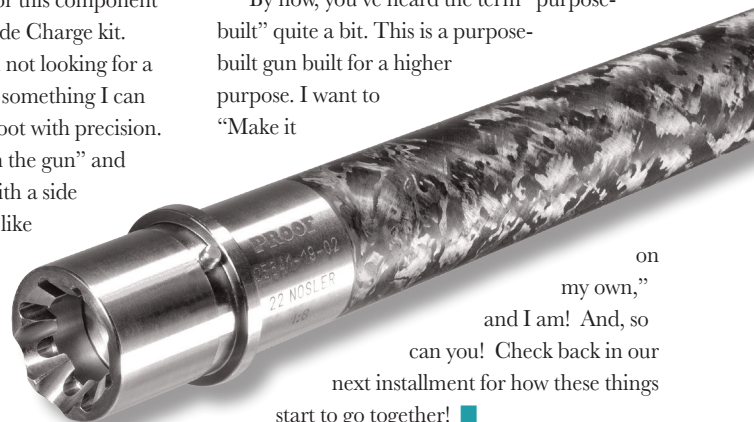 or this component
de Charge kit.
not looking for a
something I can
oot with precision.
n the gun” and
ith a side
like
By now, you’ve heard the term “purpose-
built” quite a bit. This is a purpose-
built gun built for a higher
purpose. I want to
“Make it
on
my own,”
and I am! And, so
can you! Check back in our
next installment for how these things
start to go together!
PROOF
22 NOSLER